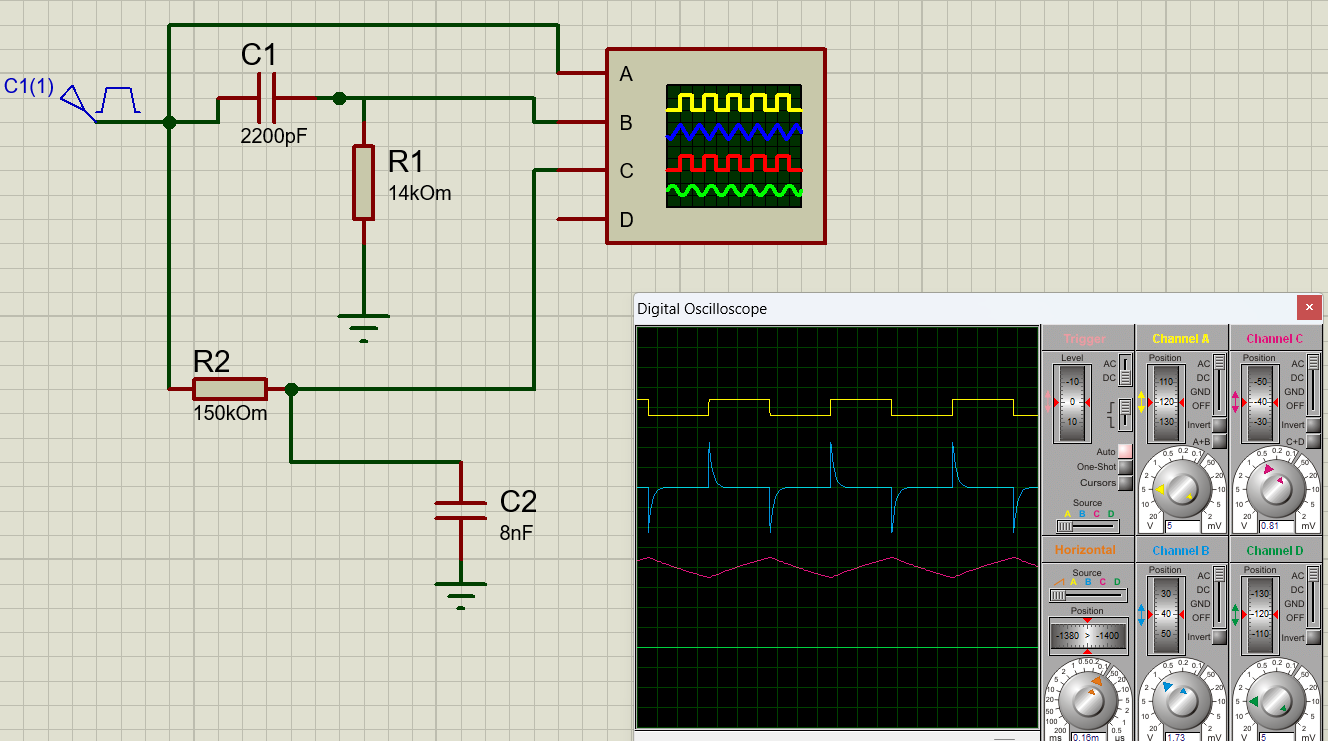 C1
C1(1)
2200pF
R1
14kOm
A
B
C
D
R2
150kOm
C2
8nF
Digital Oscilloscope
Trigger
Level
AC
DC
-10
0
10
Auto
One-Shot
Cursors
Source
A B C D
Channel A
Position
AC
DC
GND
OFF
-110
-120
-130
Invert
A+B
V
5
mV
Channel C
Position
AC
DC
GND
OFF
-50
-40
-30
Invert
C+D
V
0.81
mV
Horizontal
Source
A B C D
Position
-1380 > -1400
ms
0.16m
us
Channel B
Position
AC
DC
GND
OFF
30
40
50
Invert
V
1.73
mV
Channel D
Position
AC
DC
GND
OFF
-130
-120
-110
Invert
V
5
mV